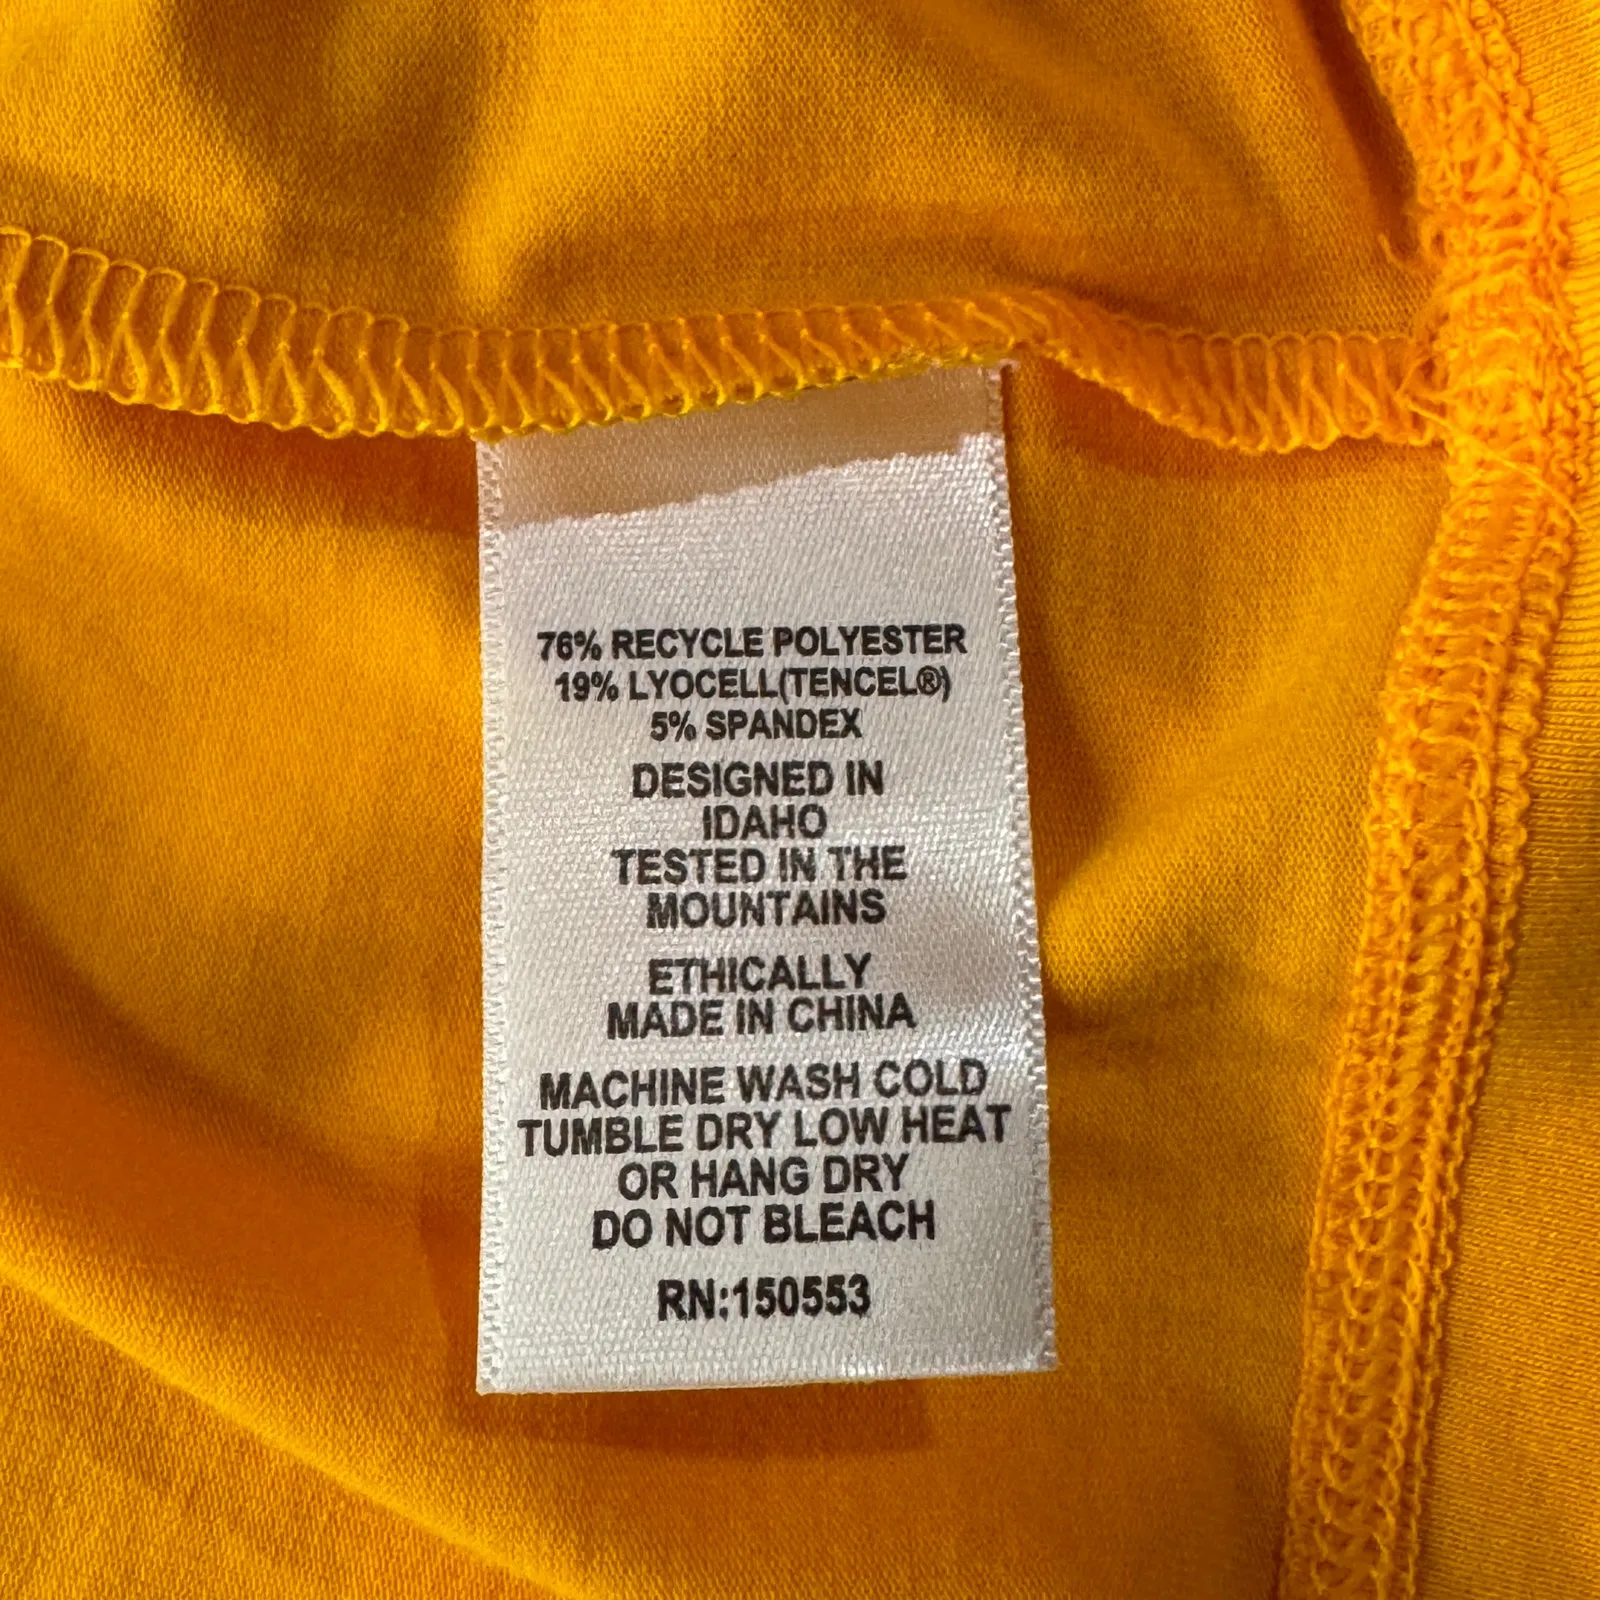 76% RECYCLE POLYESTER
19% LYOCELL(TENCEL®)
5% SPANDEX
DESIGNED IN
IDAHO
TESTED IN THE
MOUNTAINS
ETHICALLY
MADE IN CHINA
MACHINE WASH COLD
TUMBLE DRY LOW HEAT
OR HANG DRY
DO NOT BLEACH
RN:150553